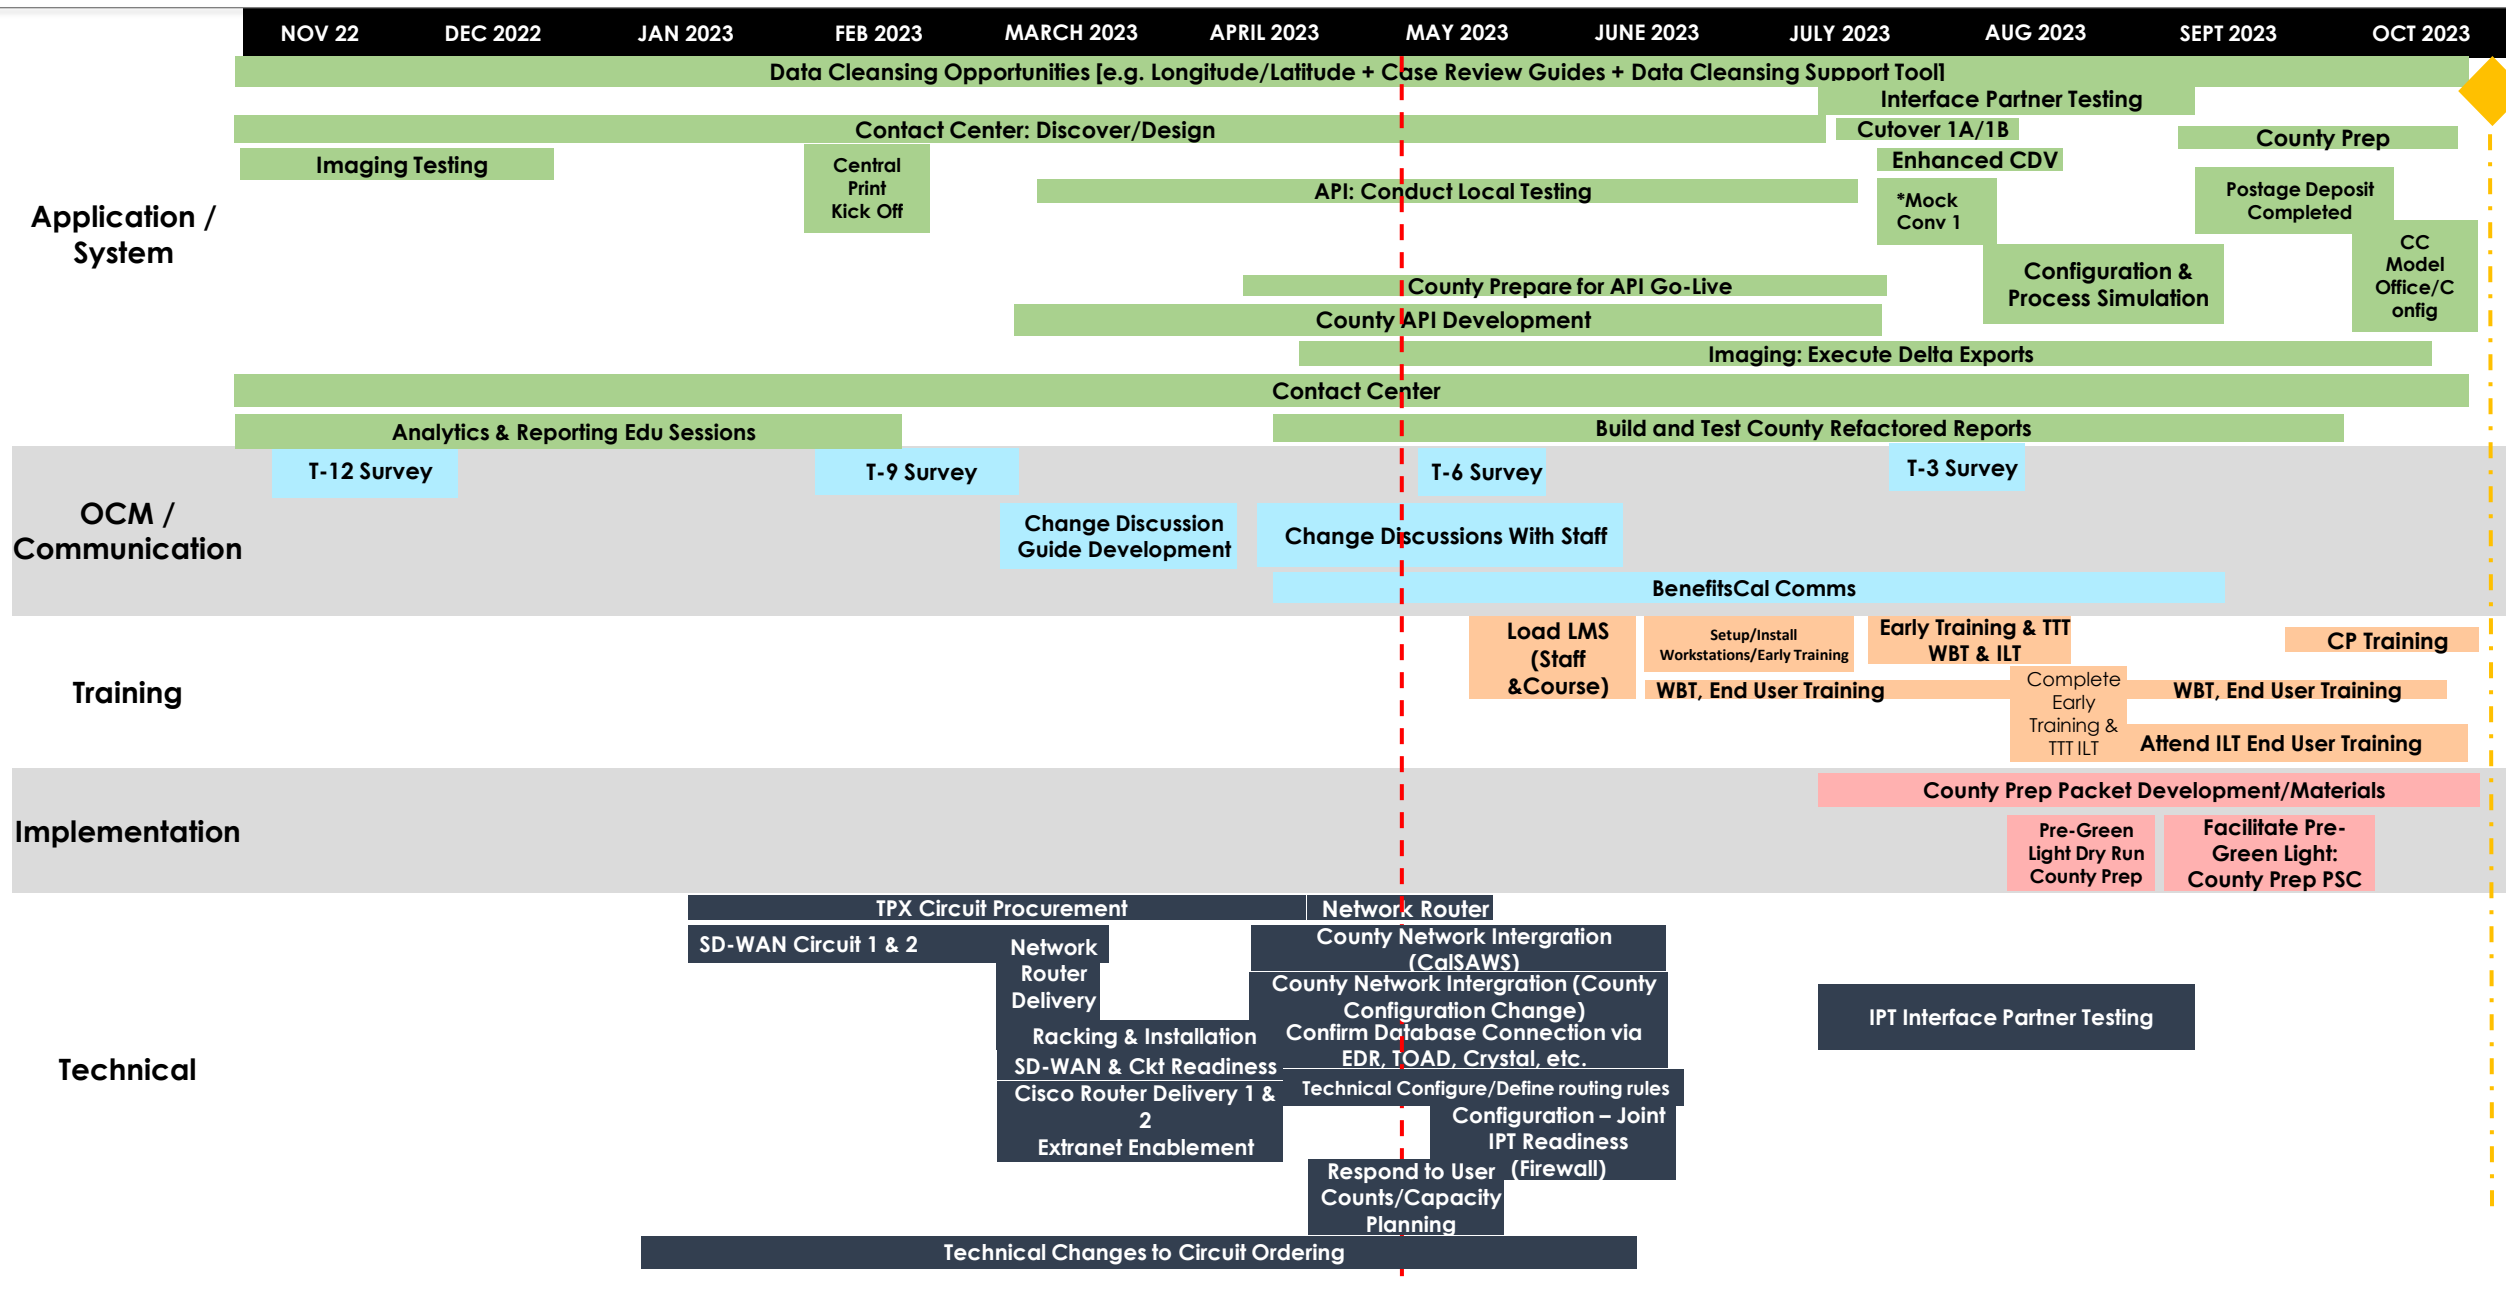 NOV 22 DEC 2022 JAN 2023 FEB 2023 MARCH 2023 APRIL 2023 MAY 2023 JUNE 2023 JULY 2023 AUG 2023 SEPT 2023 OCT 2023
Data Cleansing Opportunities [e.g. Longitude/Latitude + Case Review Guides + Data Cleansing Support Tool]
Interface Partner Testing
Contact Center: Discover/Design
Cutover 1A/1B
County Prep
Imaging Testing
Central
Print
Kick Off
Enhanced CDV
API: Conduct Local Testing
*Mock
Conv 1
Postage Deposit
Completed
Application /
System
CC
Model
Office/C
onfig
Configuration &
Process Simulation
County Prepare for API Go-Live
County API Development
Imaging: Execute Delta Exports
Contact Center
Analytics & Reporting Edu Sessions
Build and Test County Refactored Reports
OCM /
Communication
T-12 Survey
T-9 Survey
T-6 Survey
T-3 Survey
Change Discussion
Guide Development
Change Discussions With Staff
BenefitsCal Comms
Training
Load LMS
(Staff
&Course)
Setup/Install
Workstations/Early Training
Early Training & TTT
WBT & ILT
CP Training
WBT, End User Training
Complete
Early
Training &
TTT ILT
WBT, End User Training
Attend ILT End User Training
Implementation
County Prep Packet Development/Materials
Pre-Green
Light Dry Run
County Prep
Facilitate Pre-
Green Light:
County Prep PSC
Technical
TPX Circuit Procurement
Network Router
SD-WAN Circuit 1 & 2
Network
Router
Delivery
County Network Intergration
(CalSAWS)
County Network Intergration (County
Configuration Change)
IPT Interface Partner Testing
Racking & Installation
Confirm Database Connection via
EDR, TOAD, Crystal, etc.
SD-WAN & Ckt Readiness
Cisco Router Delivery 1 &
2
Extranet Enablement
Technical Configure/Define routing rules
Configuration – Joint
IPT Readiness
(Firewall)
Respond to User
Counts/Capacity
Planning
Technical Changes to Circuit Ordering